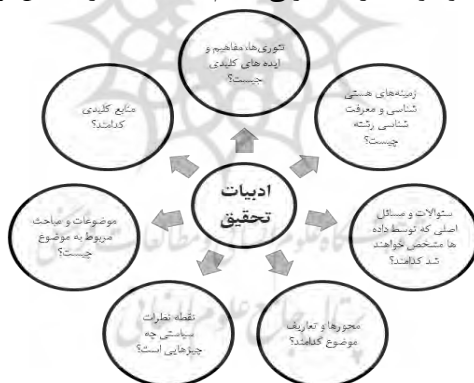 تئوری‌ها، مفاهیم و
ایده های کلیدی
چیست؟
زمینه‌های هستی
شناسی و معرفت
شناسی رشته
چیست؟
سئوالات و مسائل
اصلی که توسط داده
ها مشخص خواهند
شد کدامند؟
محورها و تعاریف
موضوع کدامند؟
نقطه نظرات
سیاستی چه
چیزهایی است؟
موضوعات و مباحث
مربوط به موضوع
چیست؟
منابع کلیدی
کدامند؟
ادبیات
تحقیق